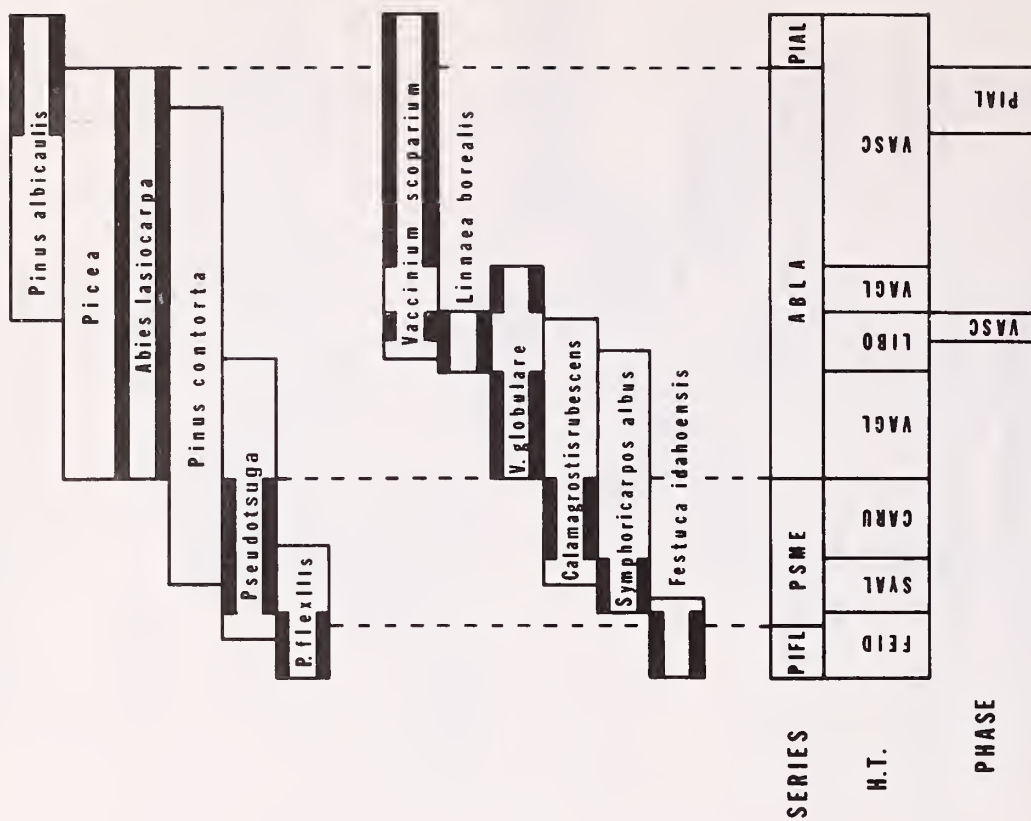 Pinus albicaulis
Picea
Abies lasiocarpa
Pinus contorta
Pseudotsuga
P. flexilis
Vaccinium scoparium
Linnaea borealis
V. globulare
Calamagrostis rubescens
Symphoricarpos albus
Festuca idahoensis
SERIES PIFL PSME ABLA PIAL
H.T. FEID SYAL CARU VAGL LIBO VAGL VASC
PHASE VASC PIAL